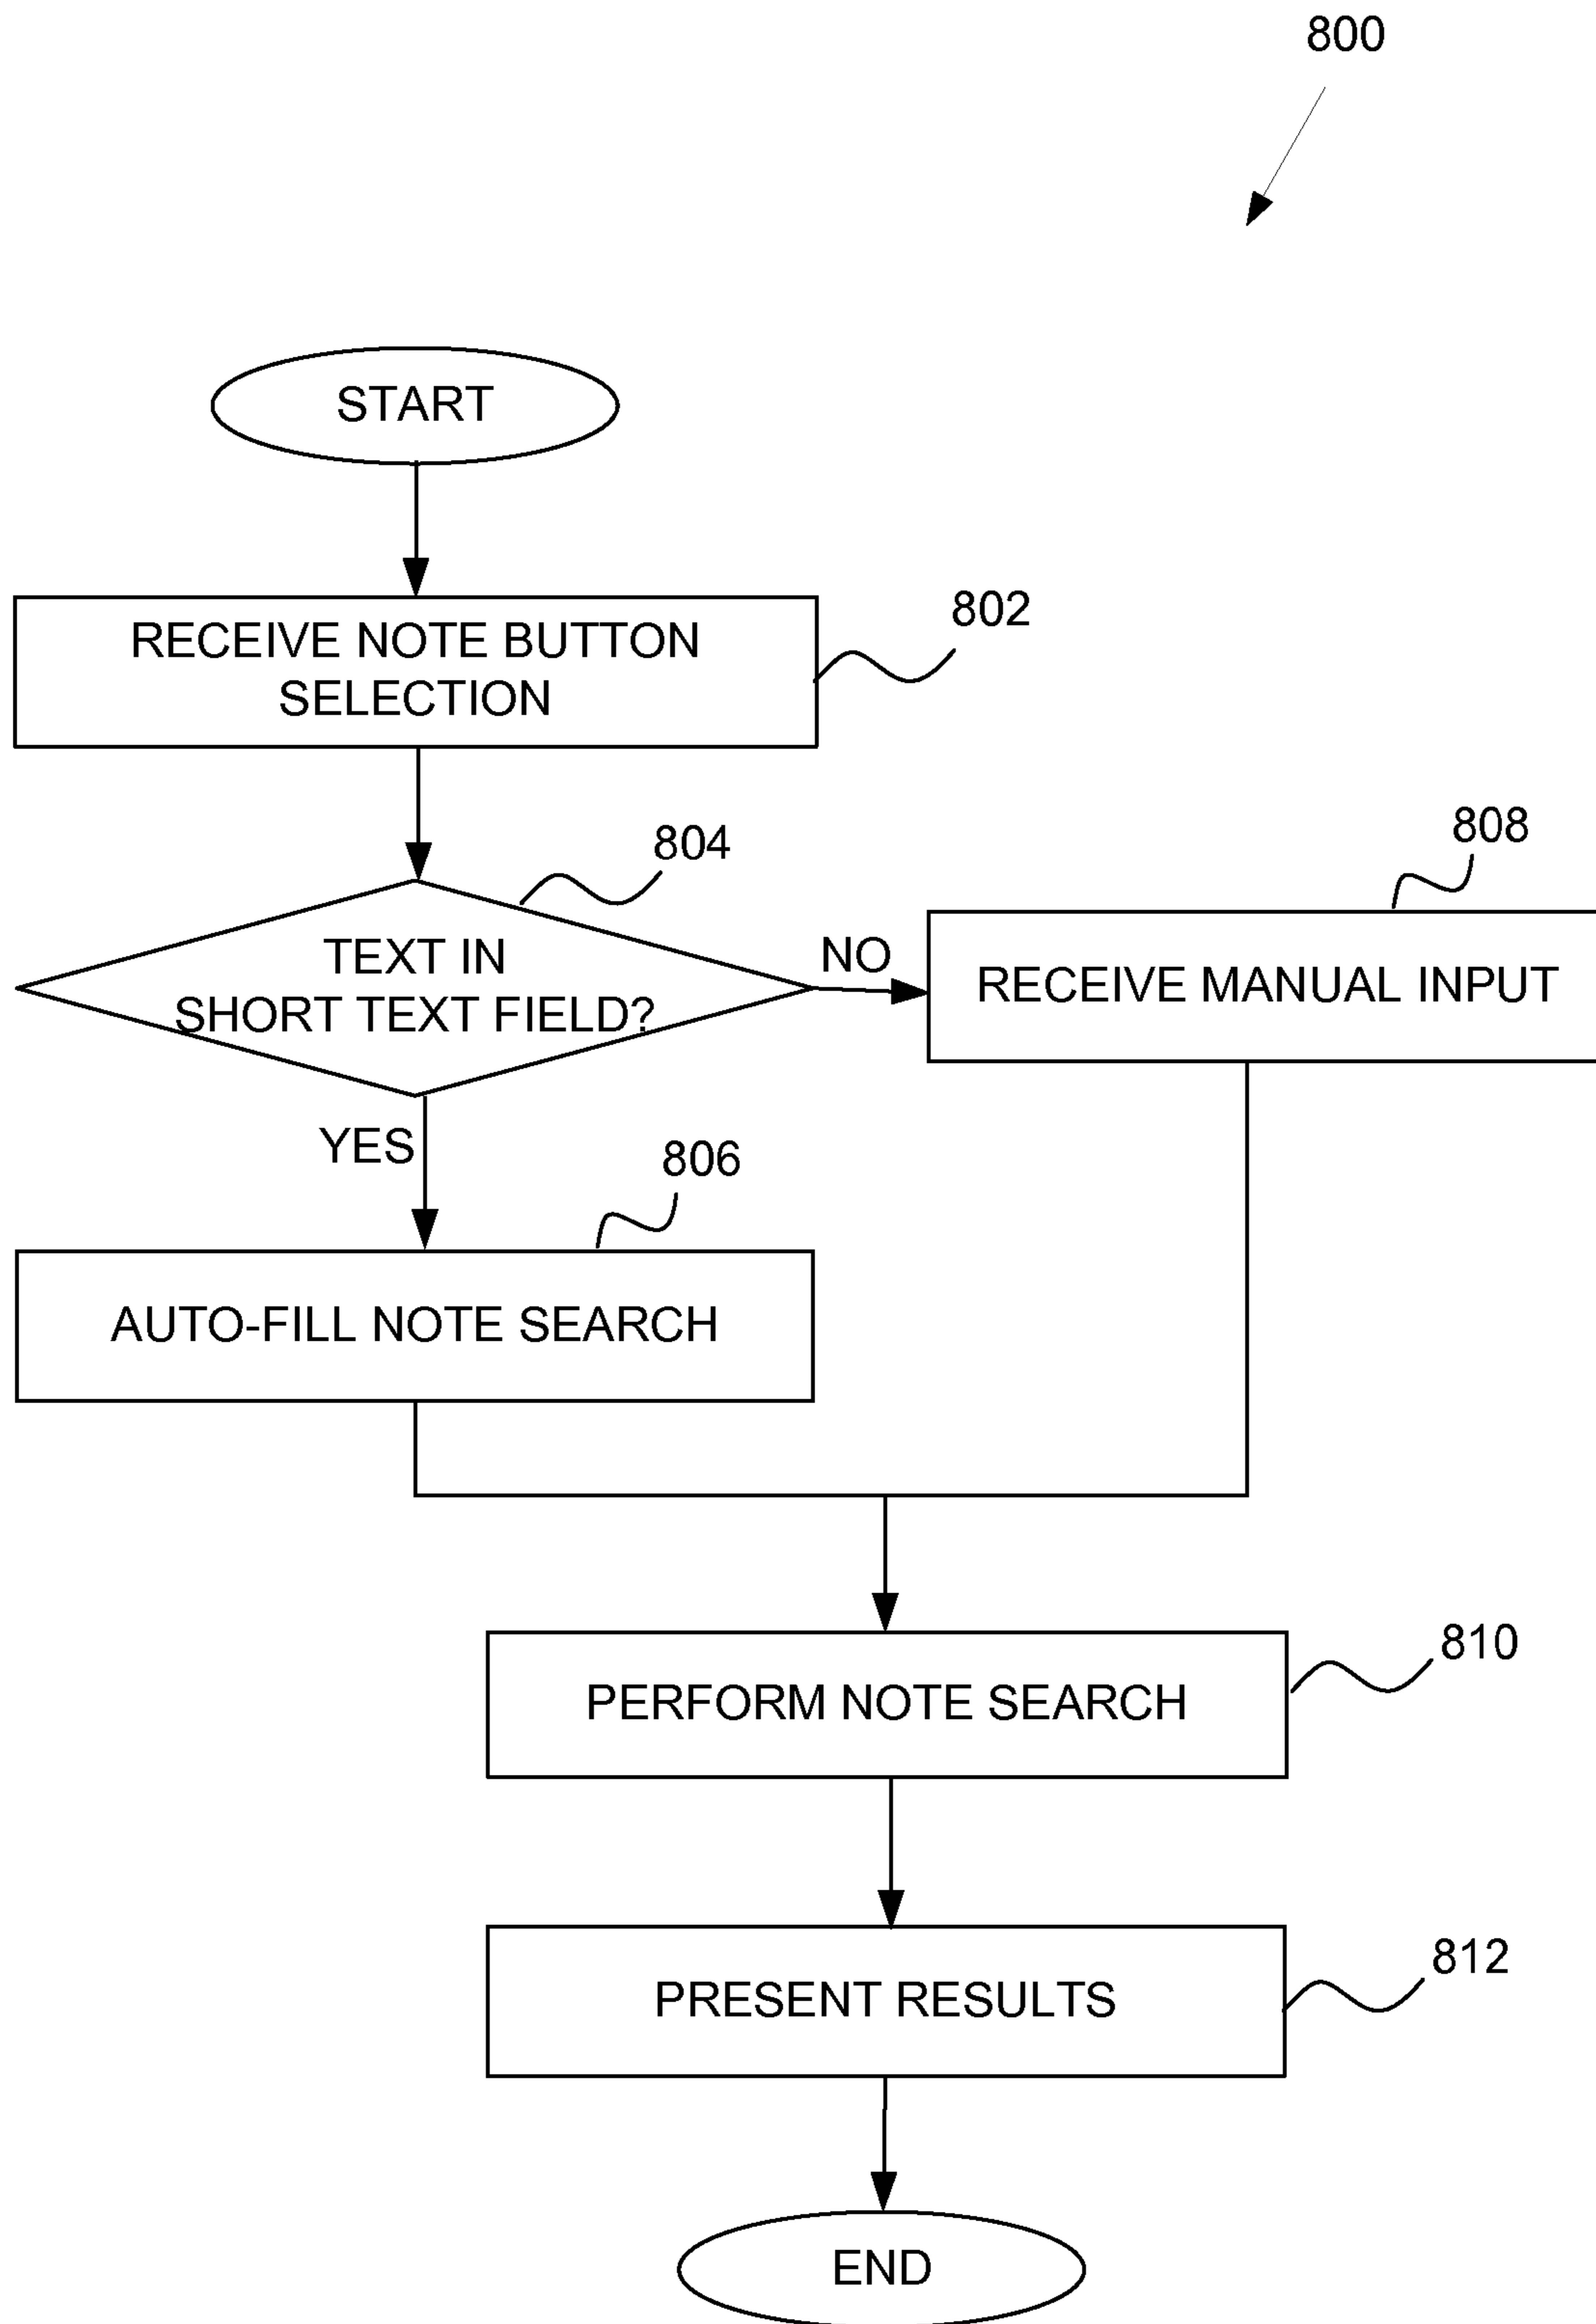 800
START
RECEIVE NOTE BUTTON
SELECTION
802
804
TEXT IN
SHORT TEXT FIELD?
NO
808
RECEIVE MANUAL INPUT
YES
806
AUTO-FILL NOTE SEARCH
810
PERFORM NOTE SEARCH
812
PRESENT RESULTS
END